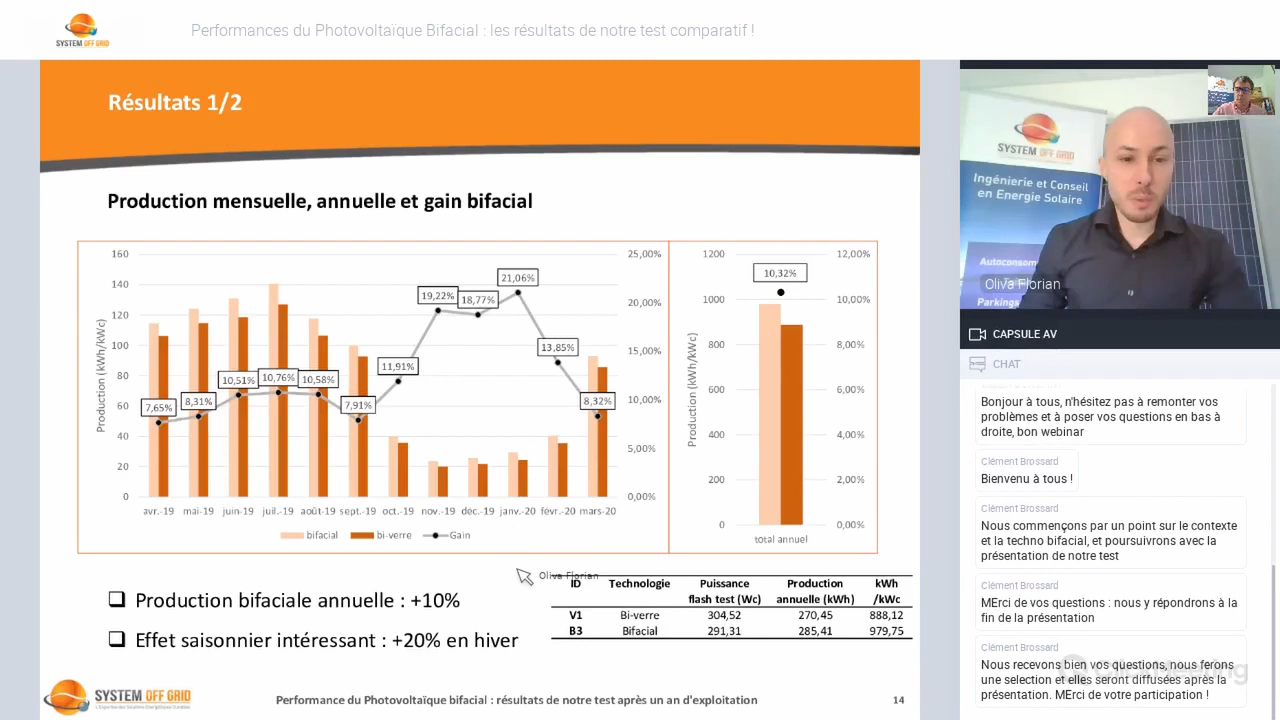 SYSTEM OFF GRID
Performances du Photovoltaïque Bifacial : les résultats de notre test comparatif !
Résultats 1/2
Production mensuelle, annuelle et gain bifacial
Production (kWh/kWc)
160
140
120
100
80
60
40
20
0
25,00%
20,00%
15,00%
10,00%
5,00%
0,00%
7,65%
8,31%
10,51%
10,76%
10,58%
7,91%
11,91%
19,22%
18,77%
21,06%
13,85%
8,32%
avr.-19 mai-19 juin-19 juil.-19 août-19 sept.-19 oct.-19 nov.-19 déc.-19 janv.-20 févr.-20 mars-20
bifacial bi-verre Gain
Production (kWh/kWc)
1200
1000
800
600
400
200
0
12,00%
10,00%
8,00%
6,00%
4,00%
2,00%
0,00%
10,32%
total annuel
Oliva Florian
Production bifaciale annuelle : +10%
Effet saisonnier intéressant : +20% en hiver
ID Technologie Puissance Production kWh
flash test (Wc) annuelle (kWh) /kWc)
V1 Bi-verre 304,52 270,45 888,12
B3 Bifacial 291,31 285,41 979,75
SYSTEM OFF GRID
Performance du Photovoltaïque bifacial : résultats de notre test après un an d'exploitation
14
SYSTEM OFF GRID
Ingénierie et Conseil
en Energie Solaire
Autoconsom
Parkings
Oliva Florian
CAPSULE AV
CHAT
Bonjour à tous, n'hésitez pas à remonter vos
problèmes et à poser vos questions en bas à
droite, bon webinar
Clément Brossard
Bienvenu à tous !
Clément Brossard
Nous commençons par un point sur le contexte
et la techno bifacial, et poursuivrons avec la
présentation de notre test
Clément Brossard
MErci de vos questions : nous y répondrons à la
fin de la présentation
Clément Brossard
Nous recevons bien vos questions, nous ferons
une selection et elles seront diffusées après la
présentation. MErci de votre participation !